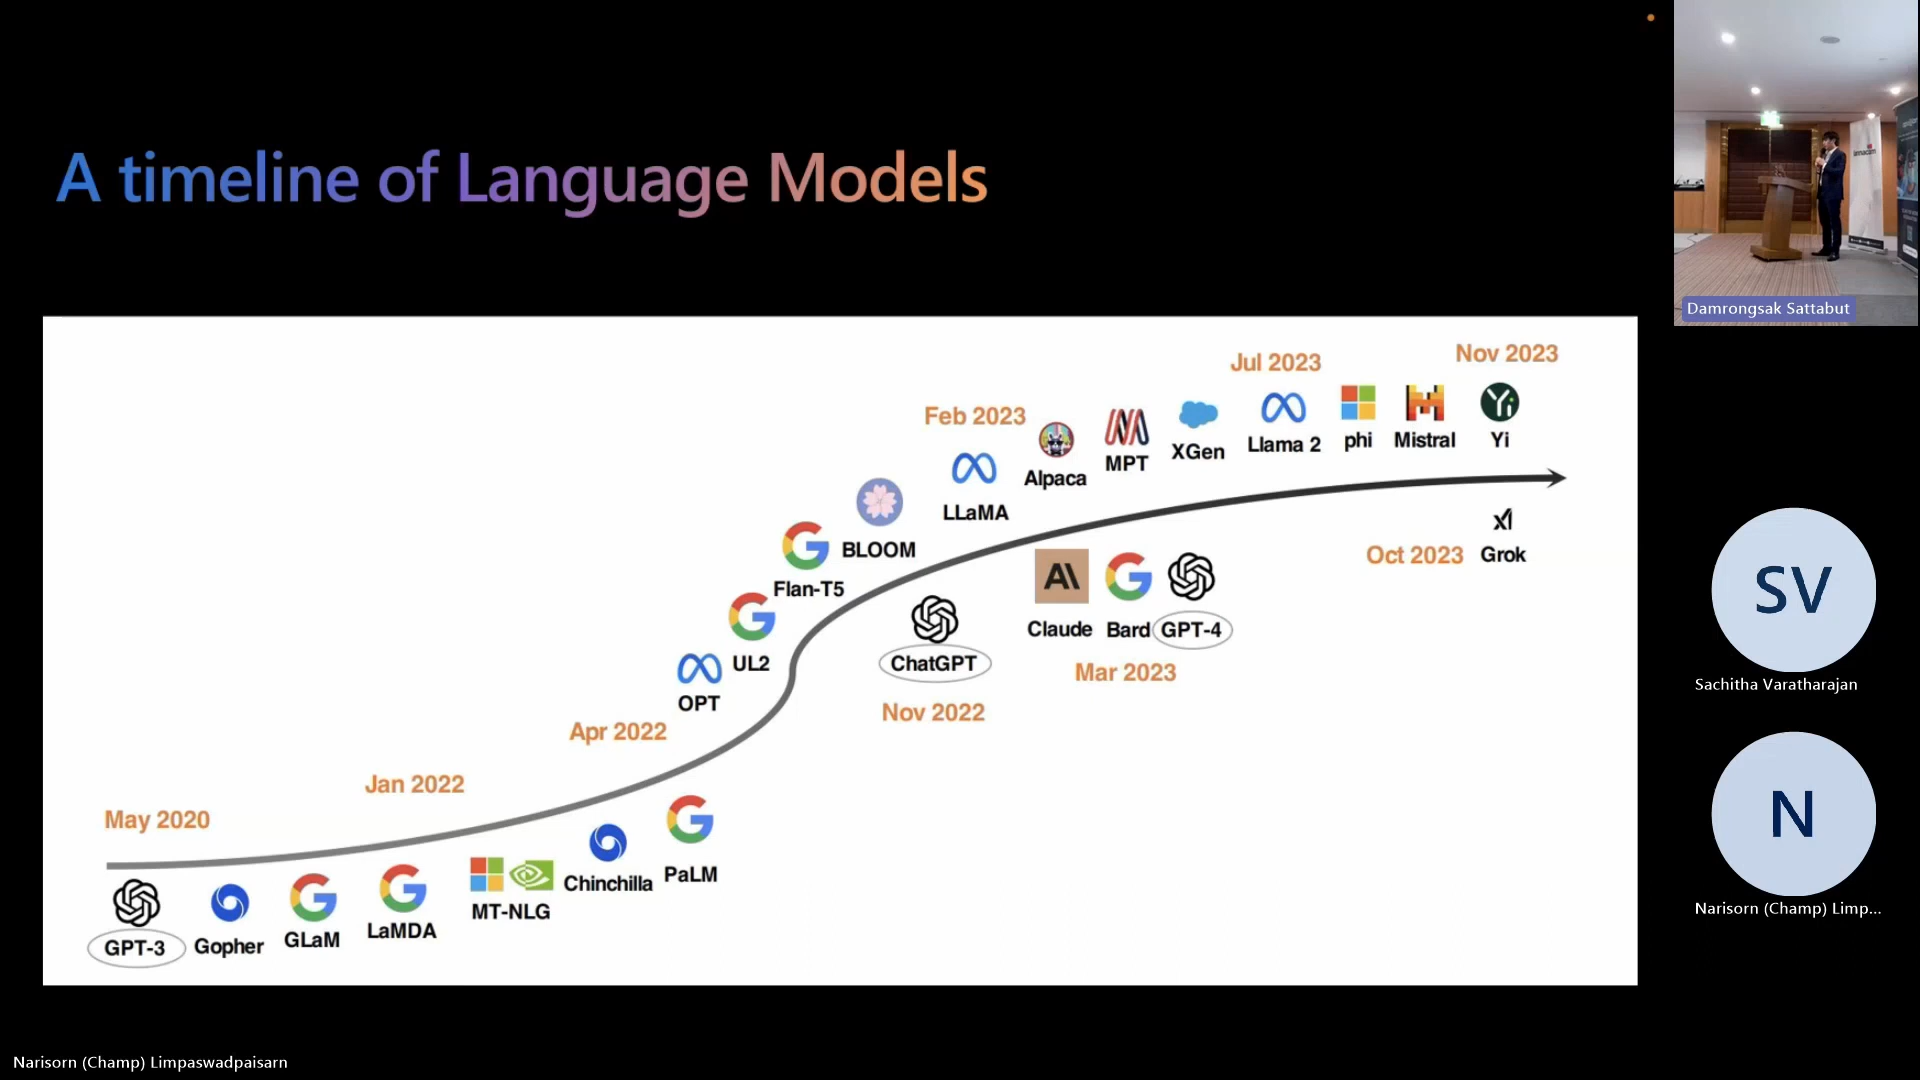 A timeline of Language Models
Damrongsak Sattabut
Nov 2023
Jul 2023
Feb 2023
Alpaca
MPT
XGen
Llama 2
phi
Mistral
Yi
LLaMA
BLOOM
Flan-T5
UL2
OPT
Apr 2022
Jan 2022
May 2020
Oct 2023
Grok
Claude
Bard
GPT-4
Mar 2023
ChatGPT
Nov 2022
PaLM
Chinchilla
MT-NLG
LaMDA
GLaM
Gopher
GPT-3
SV
Sachitha Varatharajan
N
Narisorn (Champ) Limp...
Narisorn (Champ) Limpaswadpaisarn